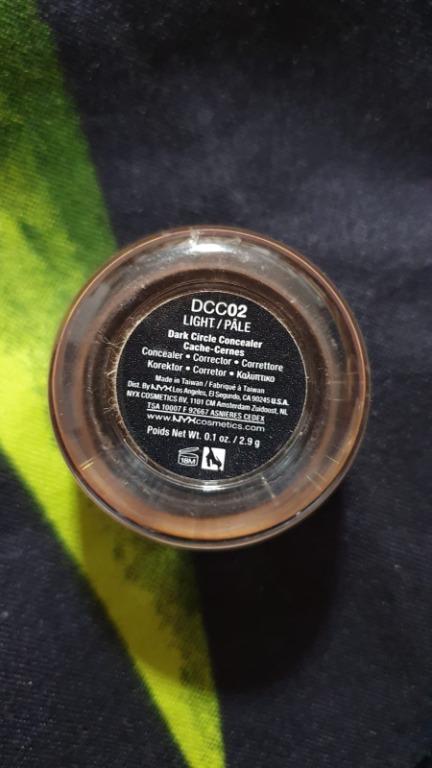 DCC02
LIGHT / PÂLE
Dark Circle Concealer
Cache-Cernes
Concealer • Corrector • Correttore
Korektor • Corretor • Καλυπτικο
Made in Taiwan / Fabriqué à Taiwan
Dist. By NYX Los Angeles, El Segundo, CA 90245 U.S.A.
NYX COSMETICS BV, 1101 CM Amsterdam Zuidoost, NL
TSA 10007 F 92667 ASNIERES CEDEX
www.NYXcosmetics.com
Poids Net Wt. 0.1 oz. / 2.9 g
18M